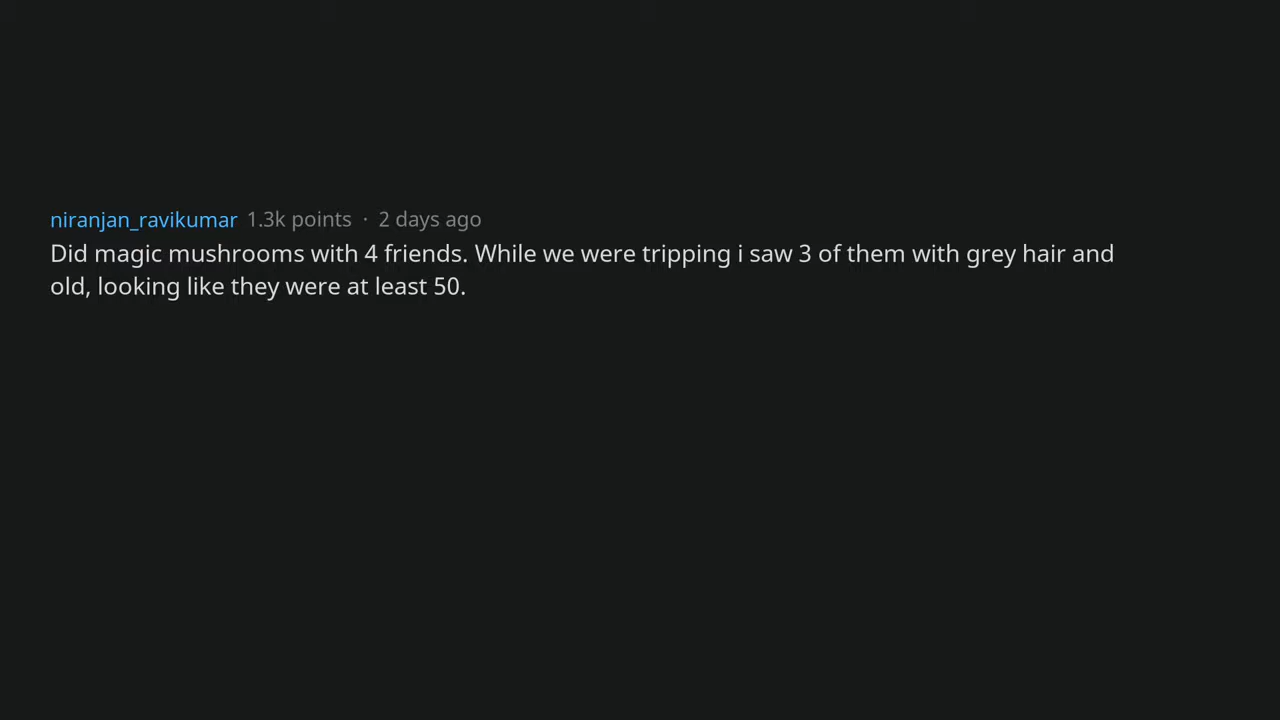 niranjan_ravikumar 1.3k points · 2 days ago
Did magic mushrooms with 4 friends. While we were tripping i saw 3 of them with grey hair and
old, looking like they were at least 50.